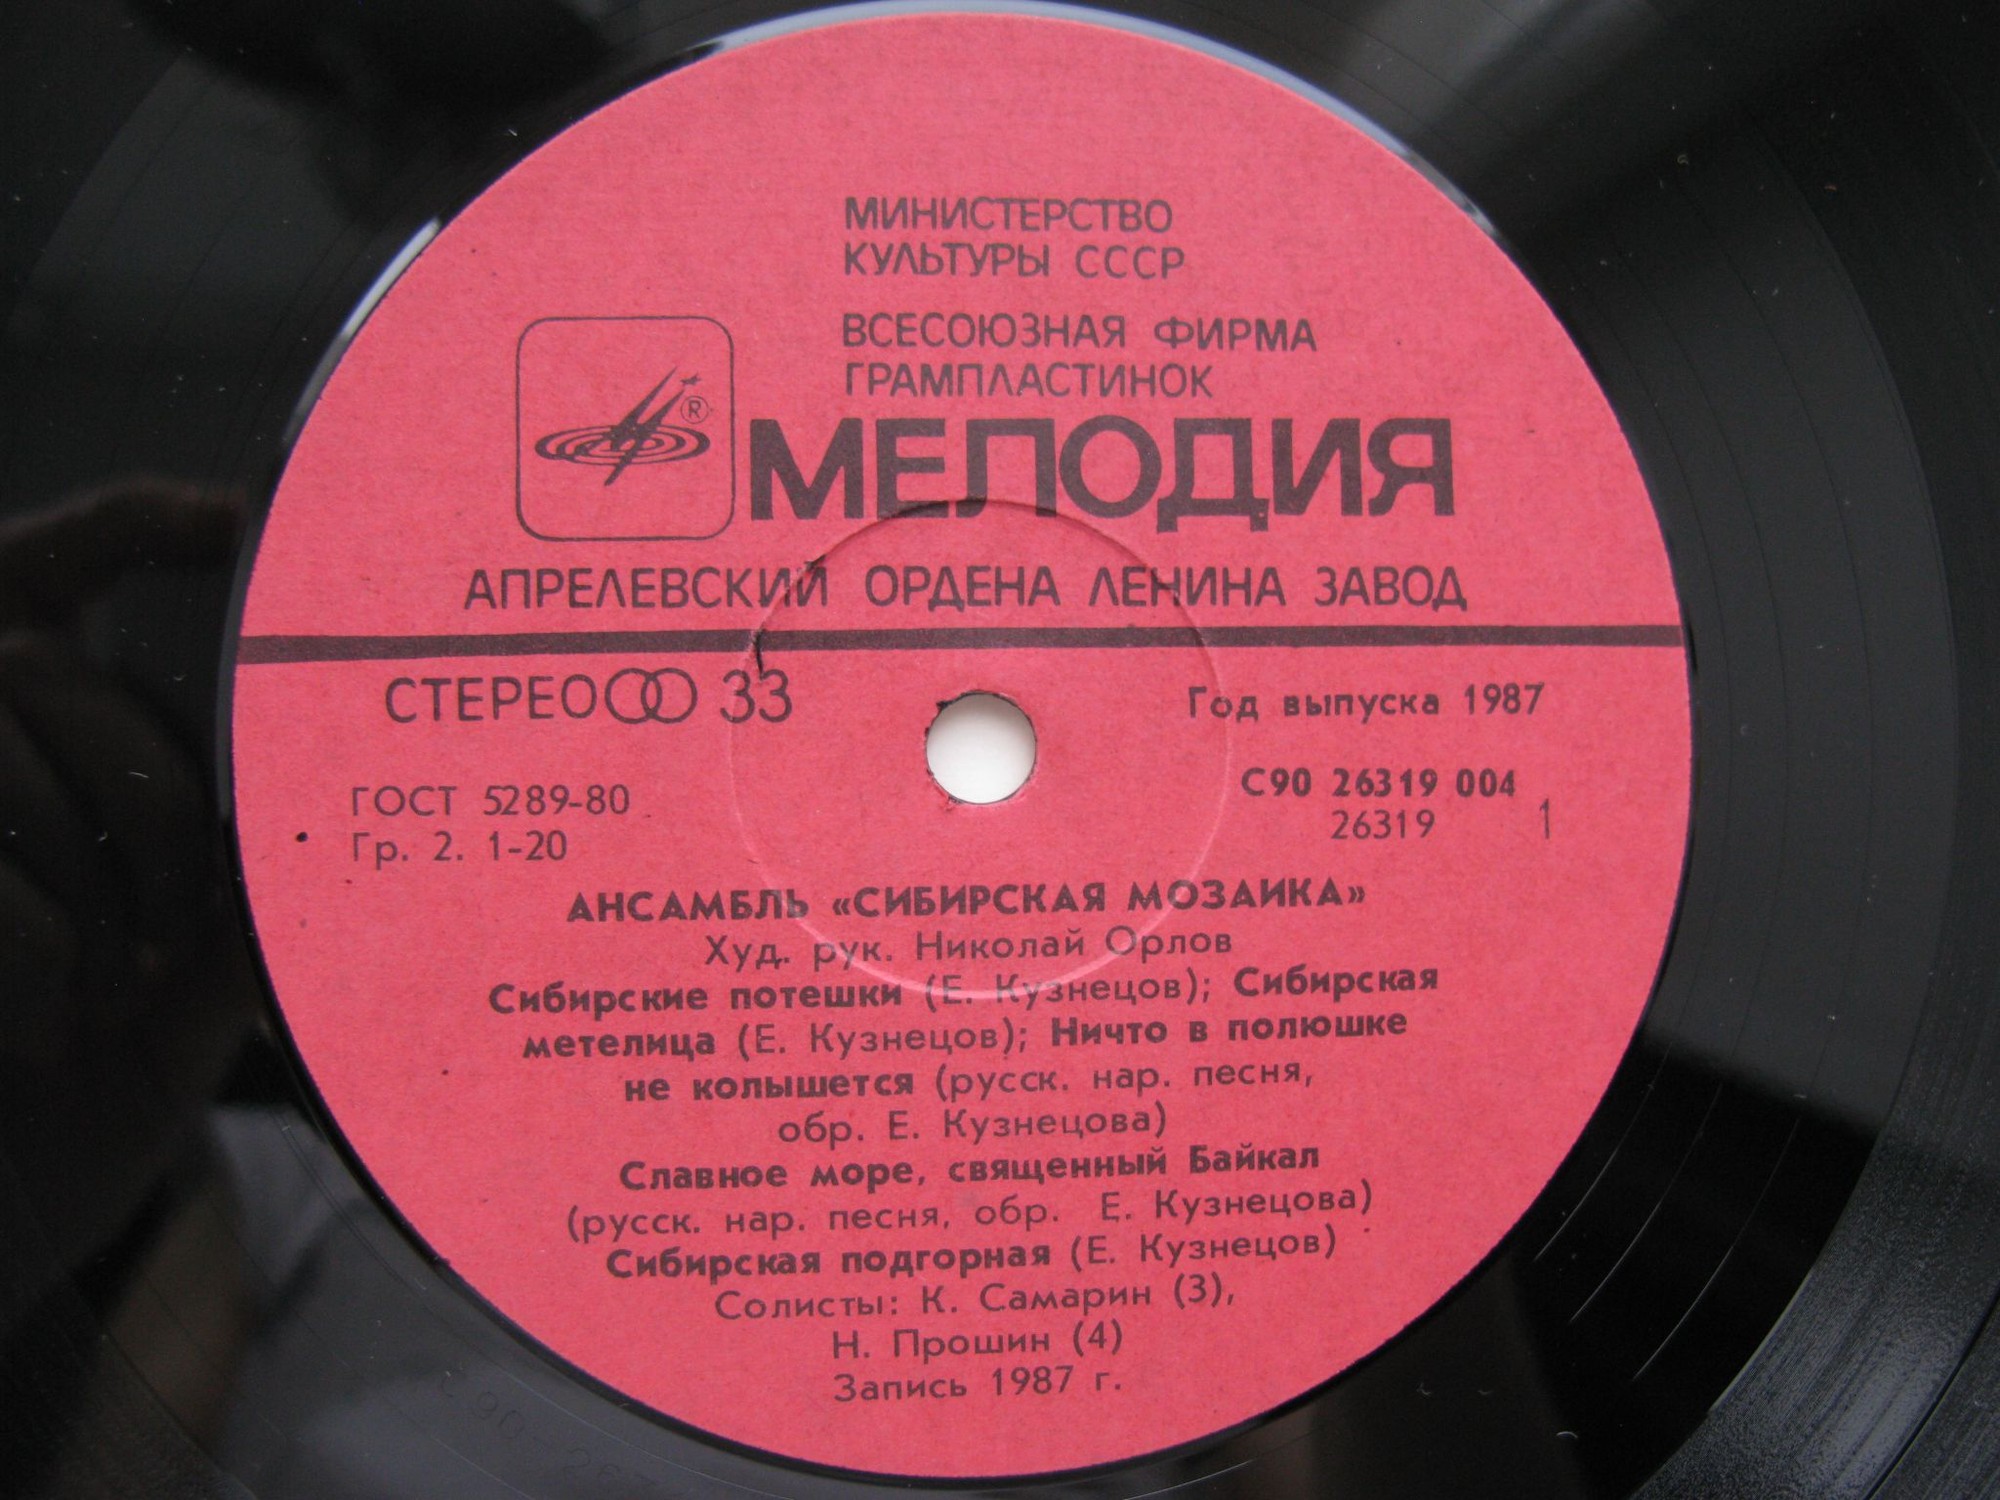 МИНИСТЕРСТВО
КУЛЬТУРЫ СССР
ВСЕСОЮЗНАЯ ФИРМА
ГРАМПЛАСТИНОК
®
МЕЛОДИЯ
АПРЕЛЕВСКИЙ ОРДЕНА ЛЕНИНА ЗАВОД
СТЕРЕО 33
Год выпуска 1987
ГОСТ 5289-80
Гр. 2. 1-20
С90 26319 004
26319 1
АНСАМБЛЬ «СИБИРСКАЯ МОЗАИКА»
Худ. рук. Николай Орлов
Сибирские потешки (Е. Кузнецов); Сибирская
метелица (Е. Кузнецов); Ничто в полюшке
не колышется (русск. нар. песня,
обр. Е. Кузнецова)
Славное море, священный Байкал
(русск. нар. песня, обр. Е. Кузнецова)
Сибирская подгорная (Е. Кузнецов)
Солисты: К. Самарин (3),
Н. Прошин (4)
Запись 1987 г.